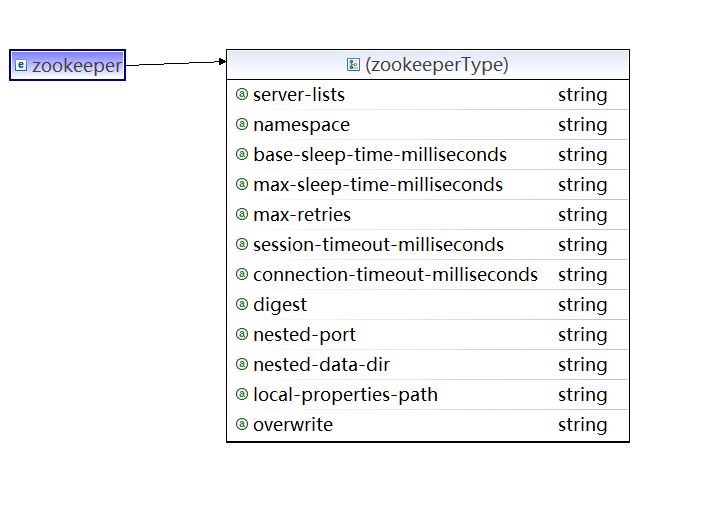 zookeeper
(zookeeperType)
server-lists string
namespace string
base-sleep-time-milliseconds string
max-sleep-time-milliseconds string
max-retries string
session-timeout-milliseconds string
connection-timeout-milliseconds string
digest string
nested-port string
nested-data-dir string
local-properties-path string
overwrite string